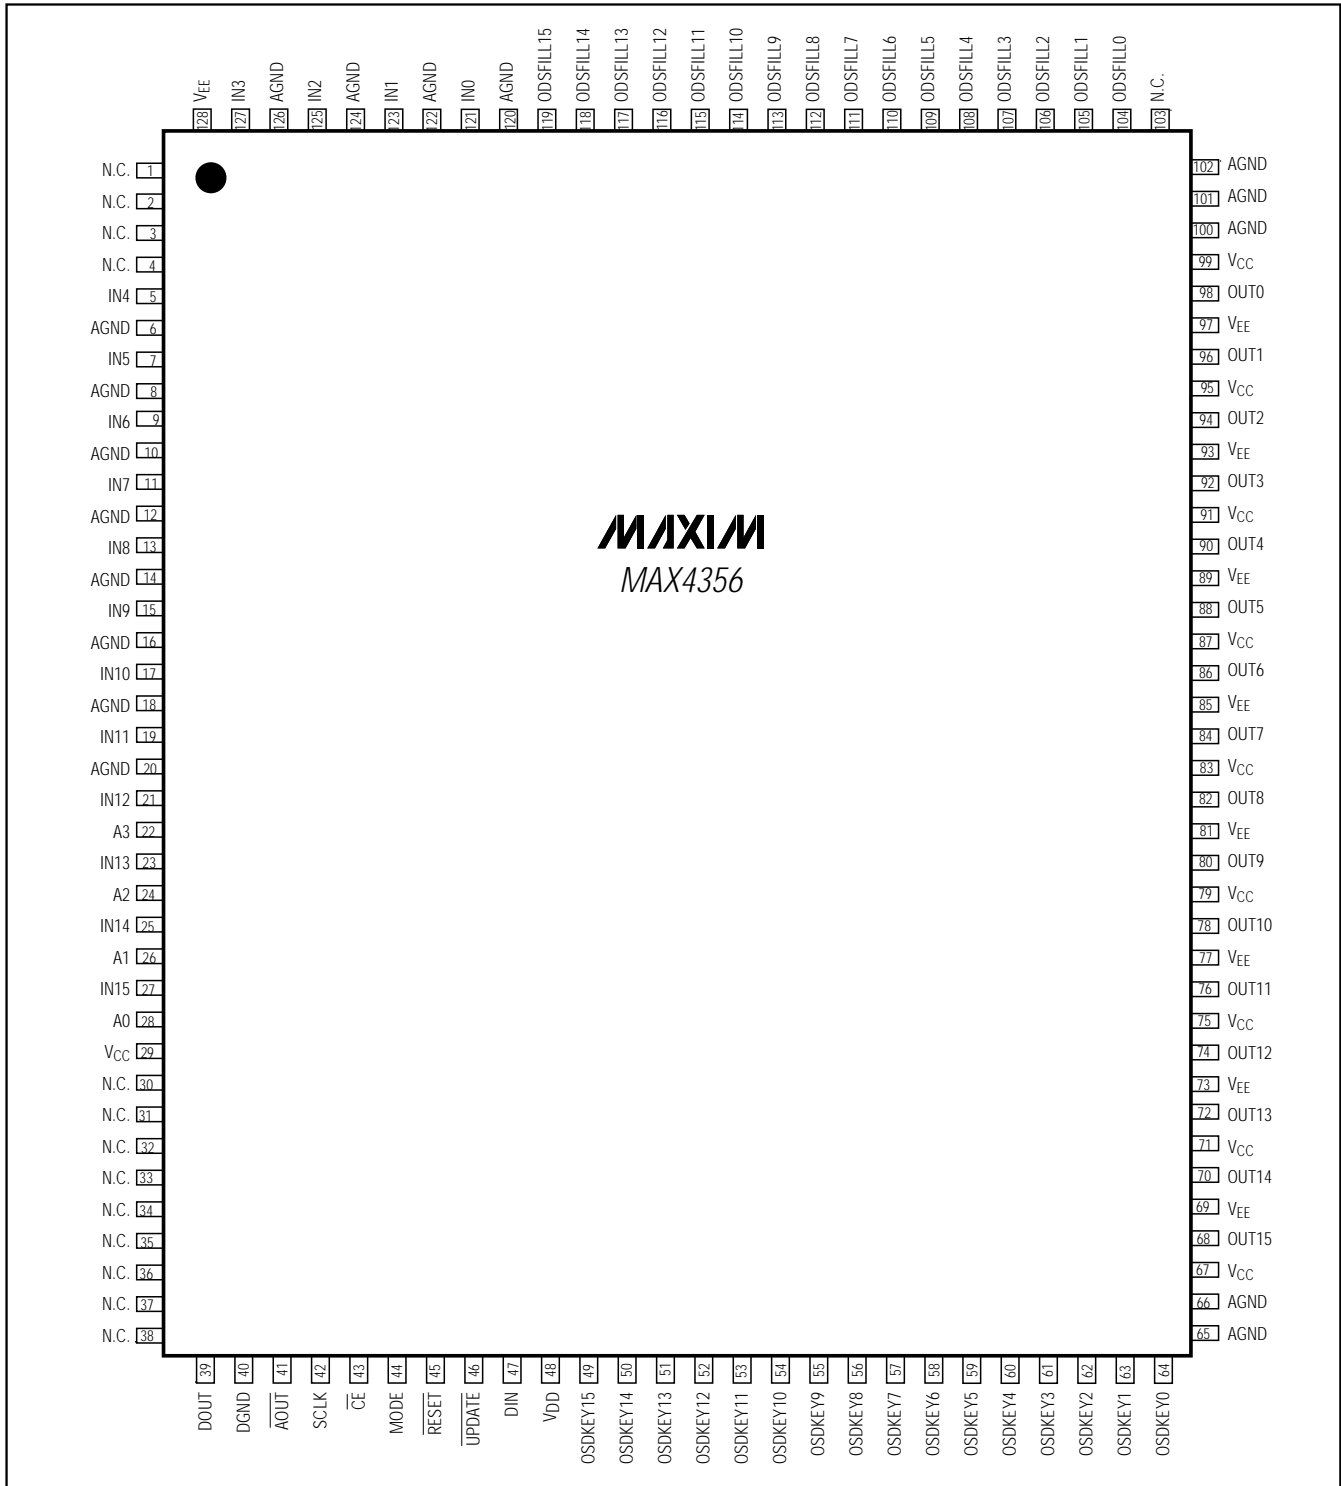 VEE IN3 AGND IN2 AGND IN1 AGND IN0 AGND ODSFILL15 ODSFILL14 ODSFILL13 ODSFILL12 ODSFILL11 ODSFILL10 ODSFILL9 ODSFILL8 ODSFILL7 ODSFILL6 ODSFILL5 ODSFILL4 ODSFILL3 ODSFILL2 ODSFILL1 ODSFILL0 N.C.
128 127 126 125 124 123 122 121 120 119 118 117 116 115 114 113 112 111 110 109 108 107 106 105 104 103
N.C. 1
N.C. 2
N.C. 3
N.C. 4
IN4 5
AGND 6
IN5 7
AGND 8
IN6 9
AGND 10
IN7 11
AGND 12
IN8 13
AGND 14
IN9 15
AGND 16
IN10 17
AGND 18
IN11 19
AGND 20
IN12 21
A3 22
IN13 23
A2 24
IN14 25
A1 26
IN15 27
A0 28
VCC 29
N.C. 30
N.C. 31
N.C. 32
N.C. 33
N.C. 34
N.C. 35
N.C. 36
N.C. 37
N.C. 38
MAXIM
MAX4356
102 AGND
101 AGND
100 AGND
99 VCC
98 OUT0
97 VEE
96 OUT1
95 VCC
94 OUT2
93 VEE
92 OUT3
91 VCC
90 OUT4
89 VEE
88 OUT5
87 VCC
86 OUT6
85 VEE
84 OUT7
83 VCC
82 OUT8
81 VEE
80 OUT9
79 VCC
78 OUT10
77 VEE
76 OUT11
75 VCC
74 OUT12
73 VEE
72 OUT13
71 VCC
70 OUT14
69 VEE
68 OUT15
67 VCC
66 AGND
65 AGND
39 40 41 42 43 44 45 46 47 48 49 50 51 52 53 54 55 56 57 58 59 60 61 62 63 64
DOUT DGND AOUT SCLK CE MODE RESET UPDATE DIN VDD OSDKEY15 OSDKEY14 OSDKEY13 OSDKEY12 OSDKEY11 OSDKEY10 OSDKEY9 OSDKEY8 OSDKEY7 OSDKEY6 OSDKEY5 OSDKEY4 OSDKEY3 OSDKEY2 OSDKEY1 OSDKEY0